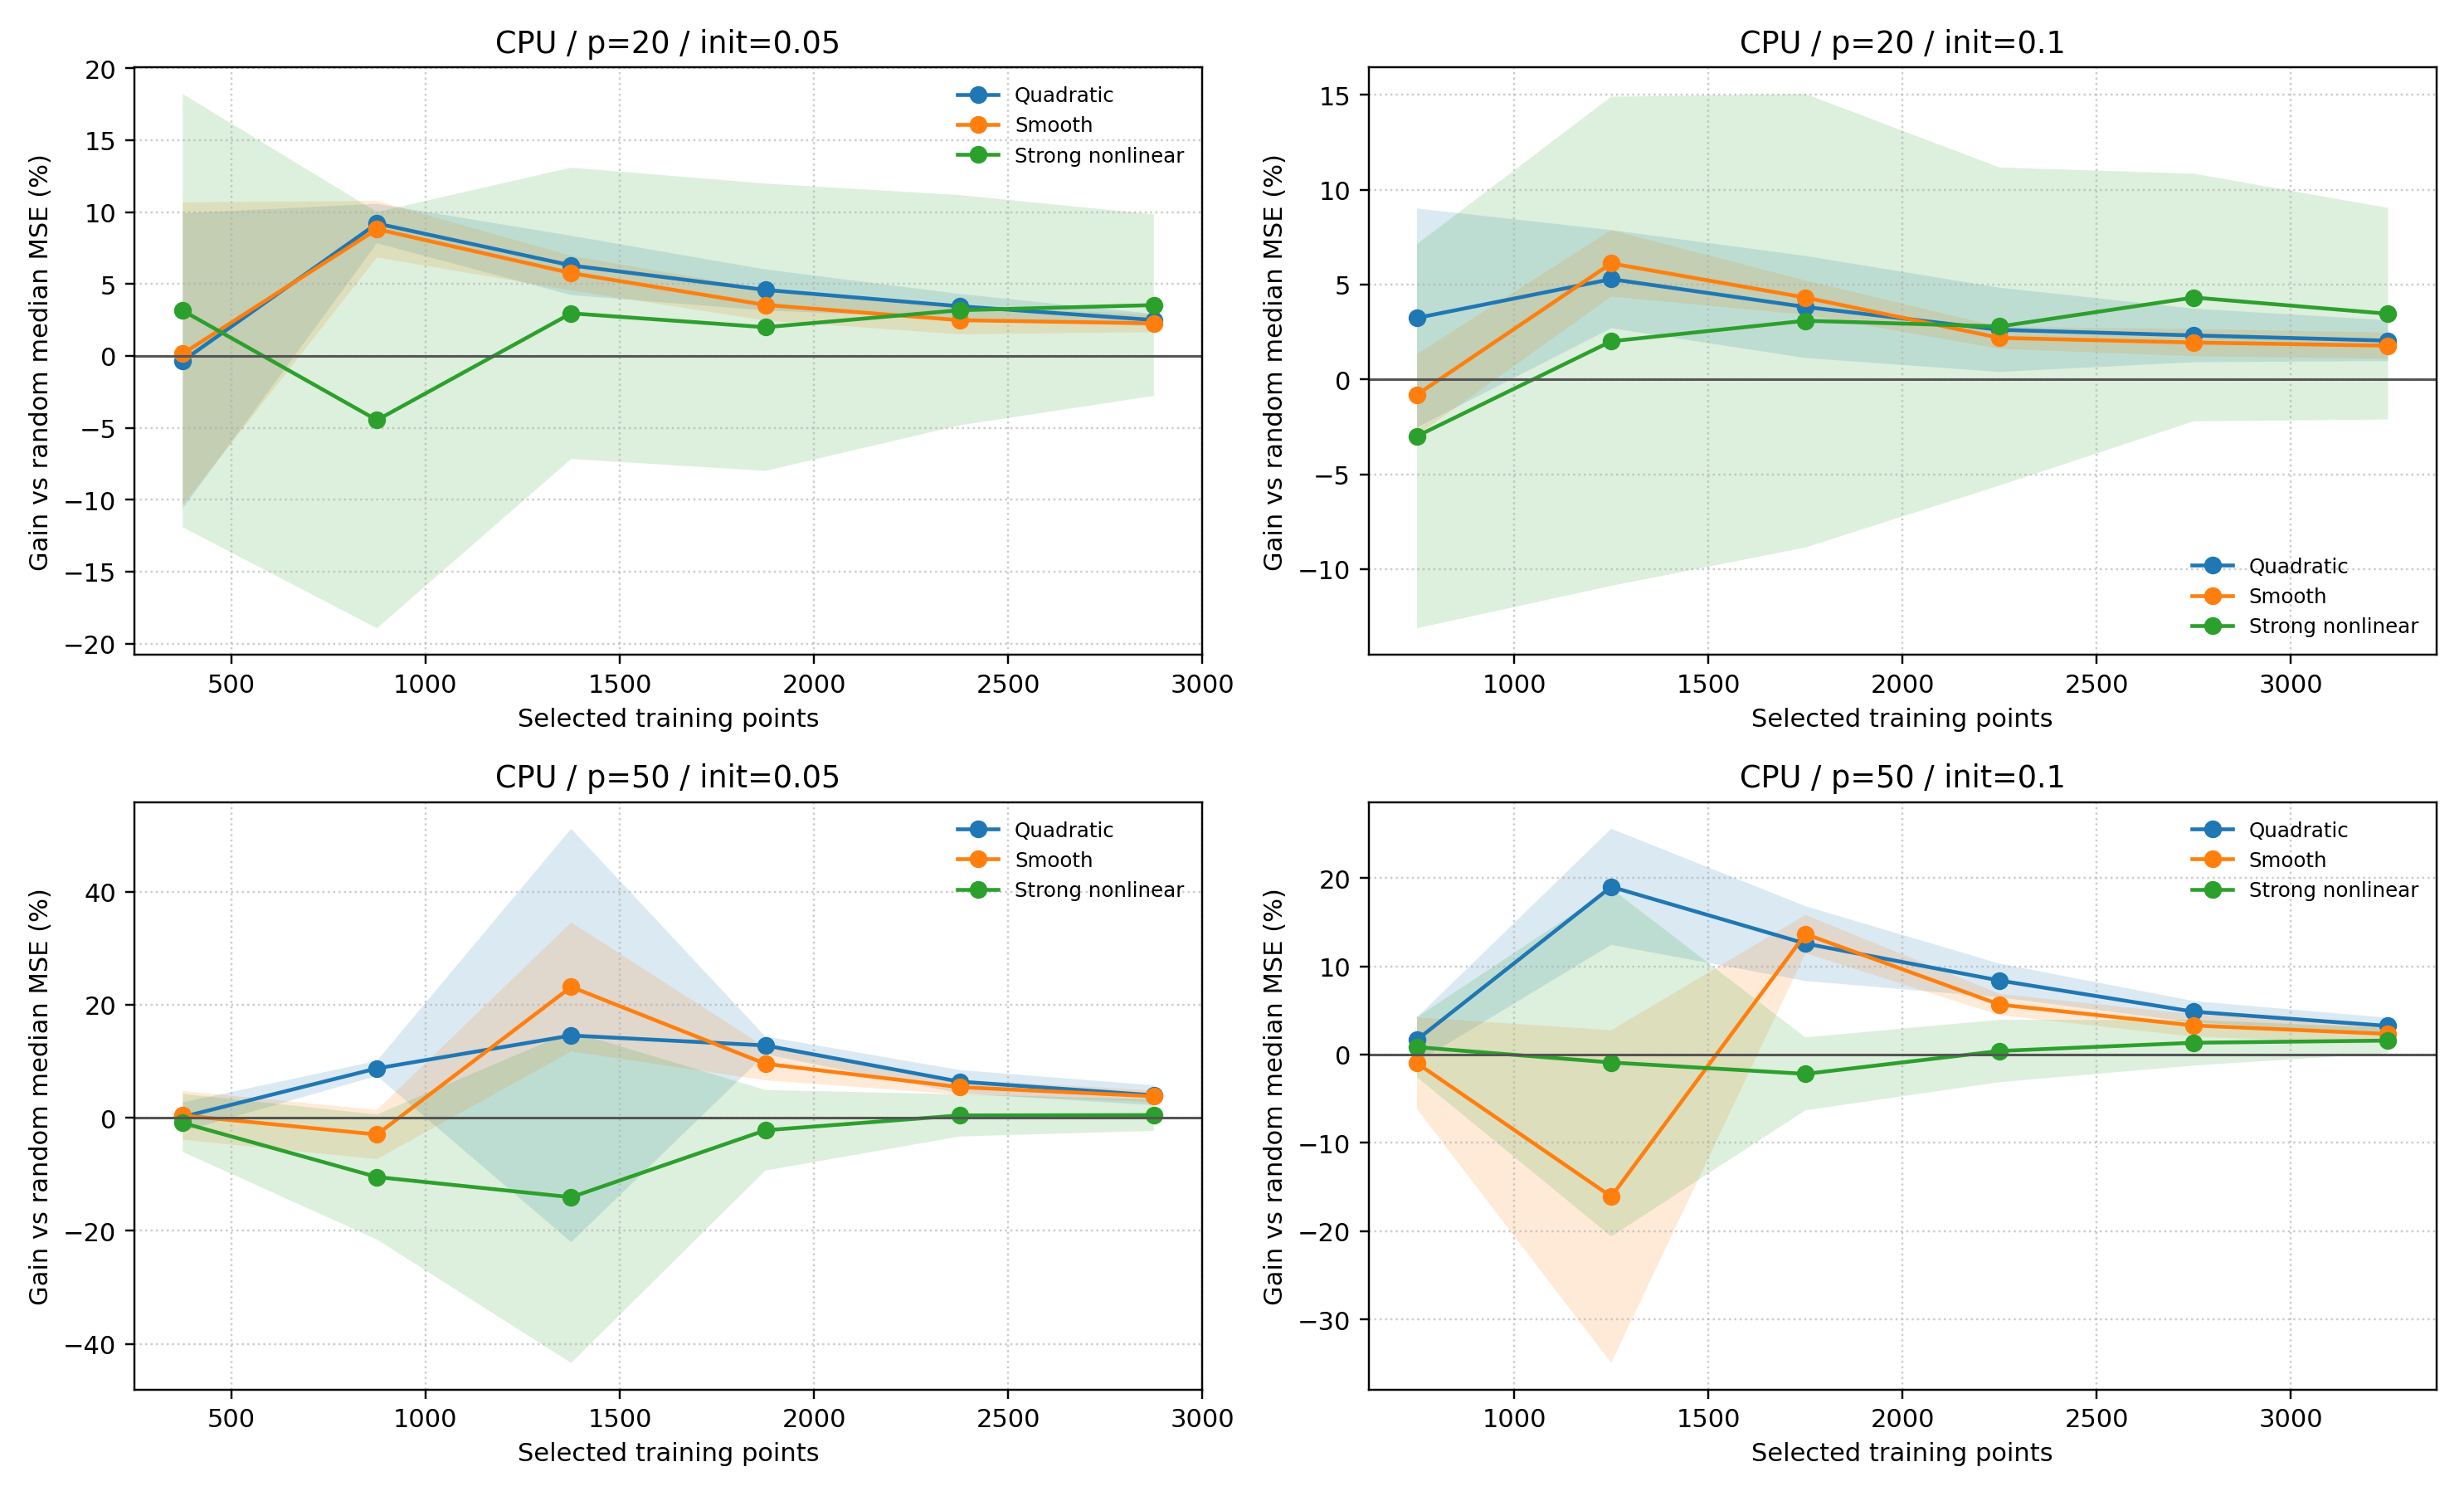 CPU / p=20 / init=0.05
20
15
10
5
0
−5
−10
−15
−20
Gain vs random median MSE (%)
Quadratic
Smooth
Strong nonlinear
500 1000 1500 2000 2500 3000
Selected training points
CPU / p=20 / init=0.1
15
10
5
0
−5
−10
Gain vs random median MSE (%)
Quadratic
Smooth
Strong nonlinear
1000 1500 2000 2500 3000
Selected training points
CPU / p=50 / init=0.05
40
20
0
−20
−40
Gain vs random median MSE (%)
Quadratic
Smooth
Strong nonlinear
500 1000 1500 2000 2500 3000
Selected training points
CPU / p=50 / init=0.1
20
10
0
−10
−20
−30
Gain vs random median MSE (%)
Quadratic
Smooth
Strong nonlinear
1000 1500 2000 2500 3000
Selected training points